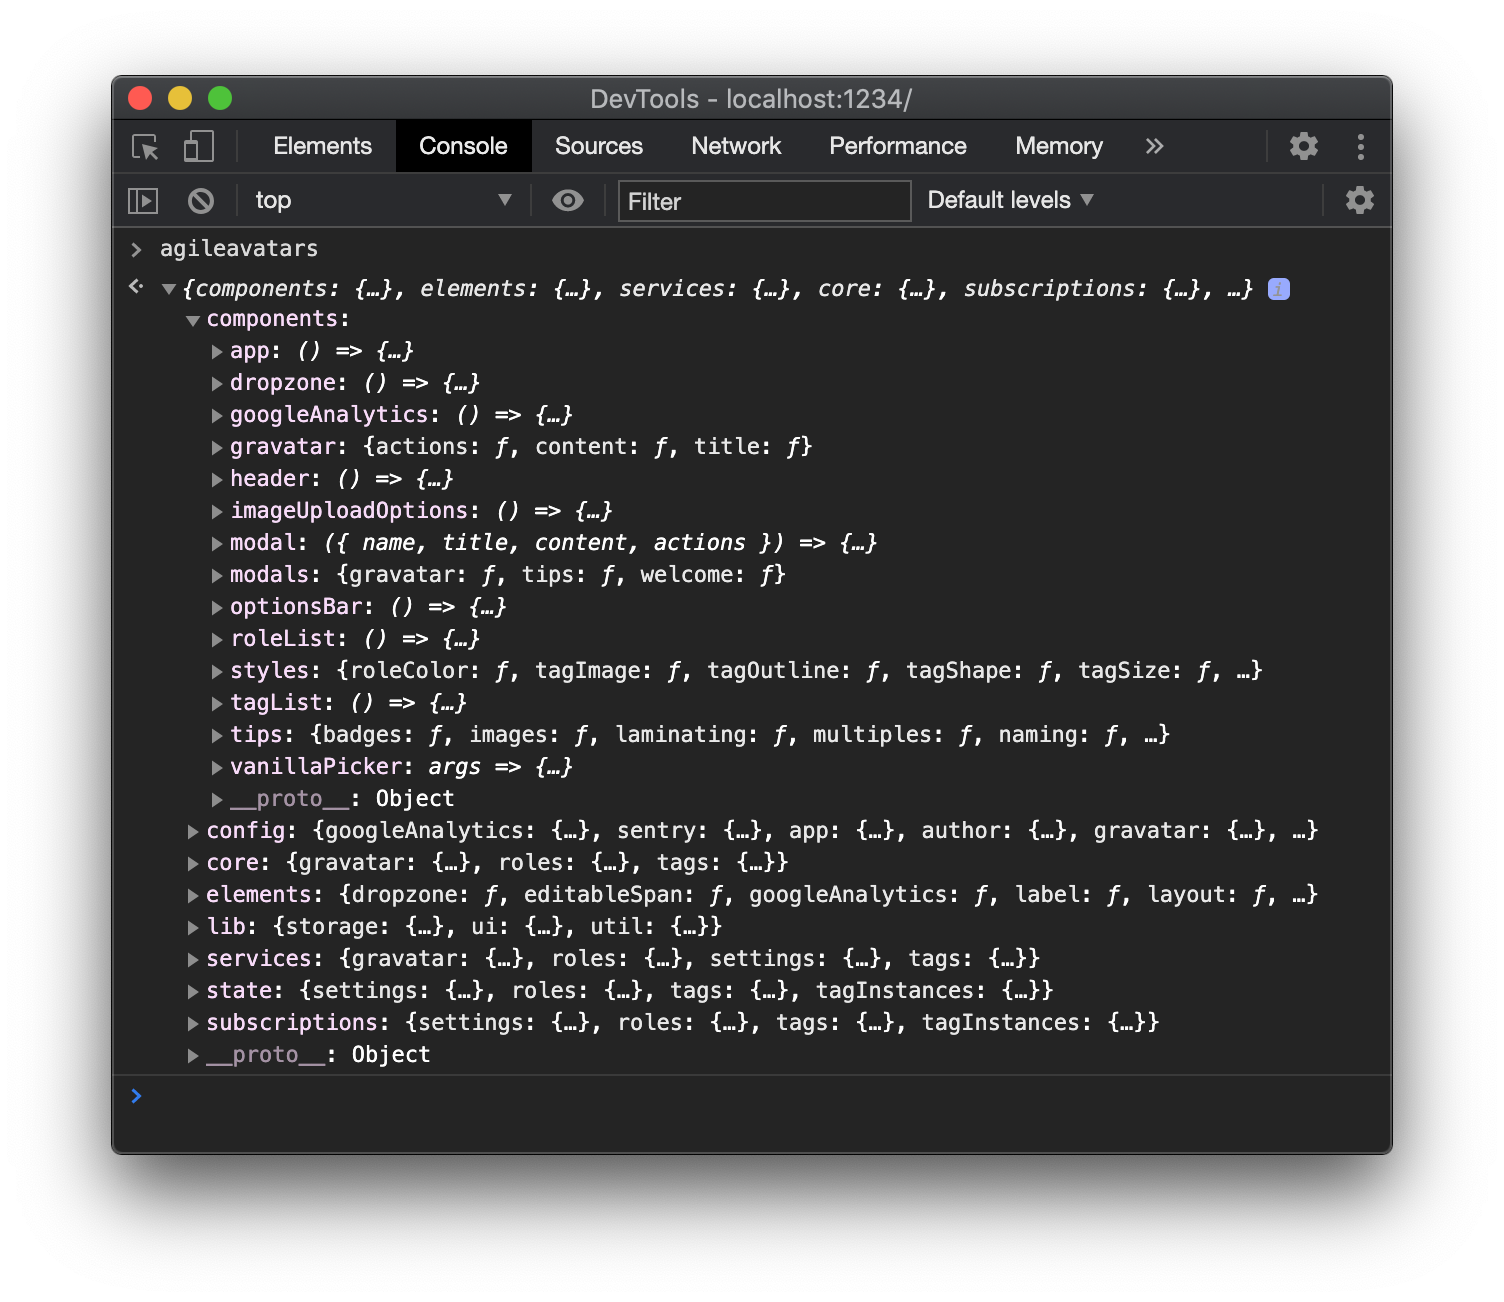 DevTools - localhost:1234/
Elements Console Sources Network Performance Memory »
top ▼ Filter Default levels ▼
> agileavatars
{components: {…}, elements: {…}, services: {…}, core: {…}, subscriptions: {…}, …} i
components:
app: () => {…}
dropzone: () => {…}
googleAnalytics: () => {…}
gravatar: {actions: ƒ, content: ƒ, title: ƒ}
header: () => {…}
imageUploadOptions: () => {…}
modal: ({ name, title, content, actions }) => {…}
modals: {gravatar: ƒ, tips: ƒ, welcome: ƒ}
optionsBar: () => {…}
roleList: () => {…}
styles: {roleColor: ƒ, tagImage: ƒ, tagOutline: ƒ, tagShape: ƒ, tagSize: ƒ, …}
tagList: () => {…}
tips: {badges: ƒ, images: ƒ, laminating: ƒ, multiples: ƒ, naming: ƒ, …}
vanillaPicker: args => {…}
__proto__: Object
config: {googleAnalytics: {…}, sentry: {…}, app: {…}, author: {…}, gravatar: {…}, …}
core: {gravatar: {…}, roles: {…}, tags: {…}}
elements: {dropzone: ƒ, editableSpan: ƒ, googleAnalytics: ƒ, label: ƒ, layout: ƒ, …}
lib: {storage: {…}, ui: {…}, util: {…}}
services: {gravatar: {…}, roles: {…}, settings: {…}, tags: {…}}
state: {settings: {…}, roles: {…}, tags: {…}, tagInstances: {…}}
subscriptions: {settings: {…}, roles: {…}, tags: {…}, tagInstances: {…}}
__proto__: Object
>